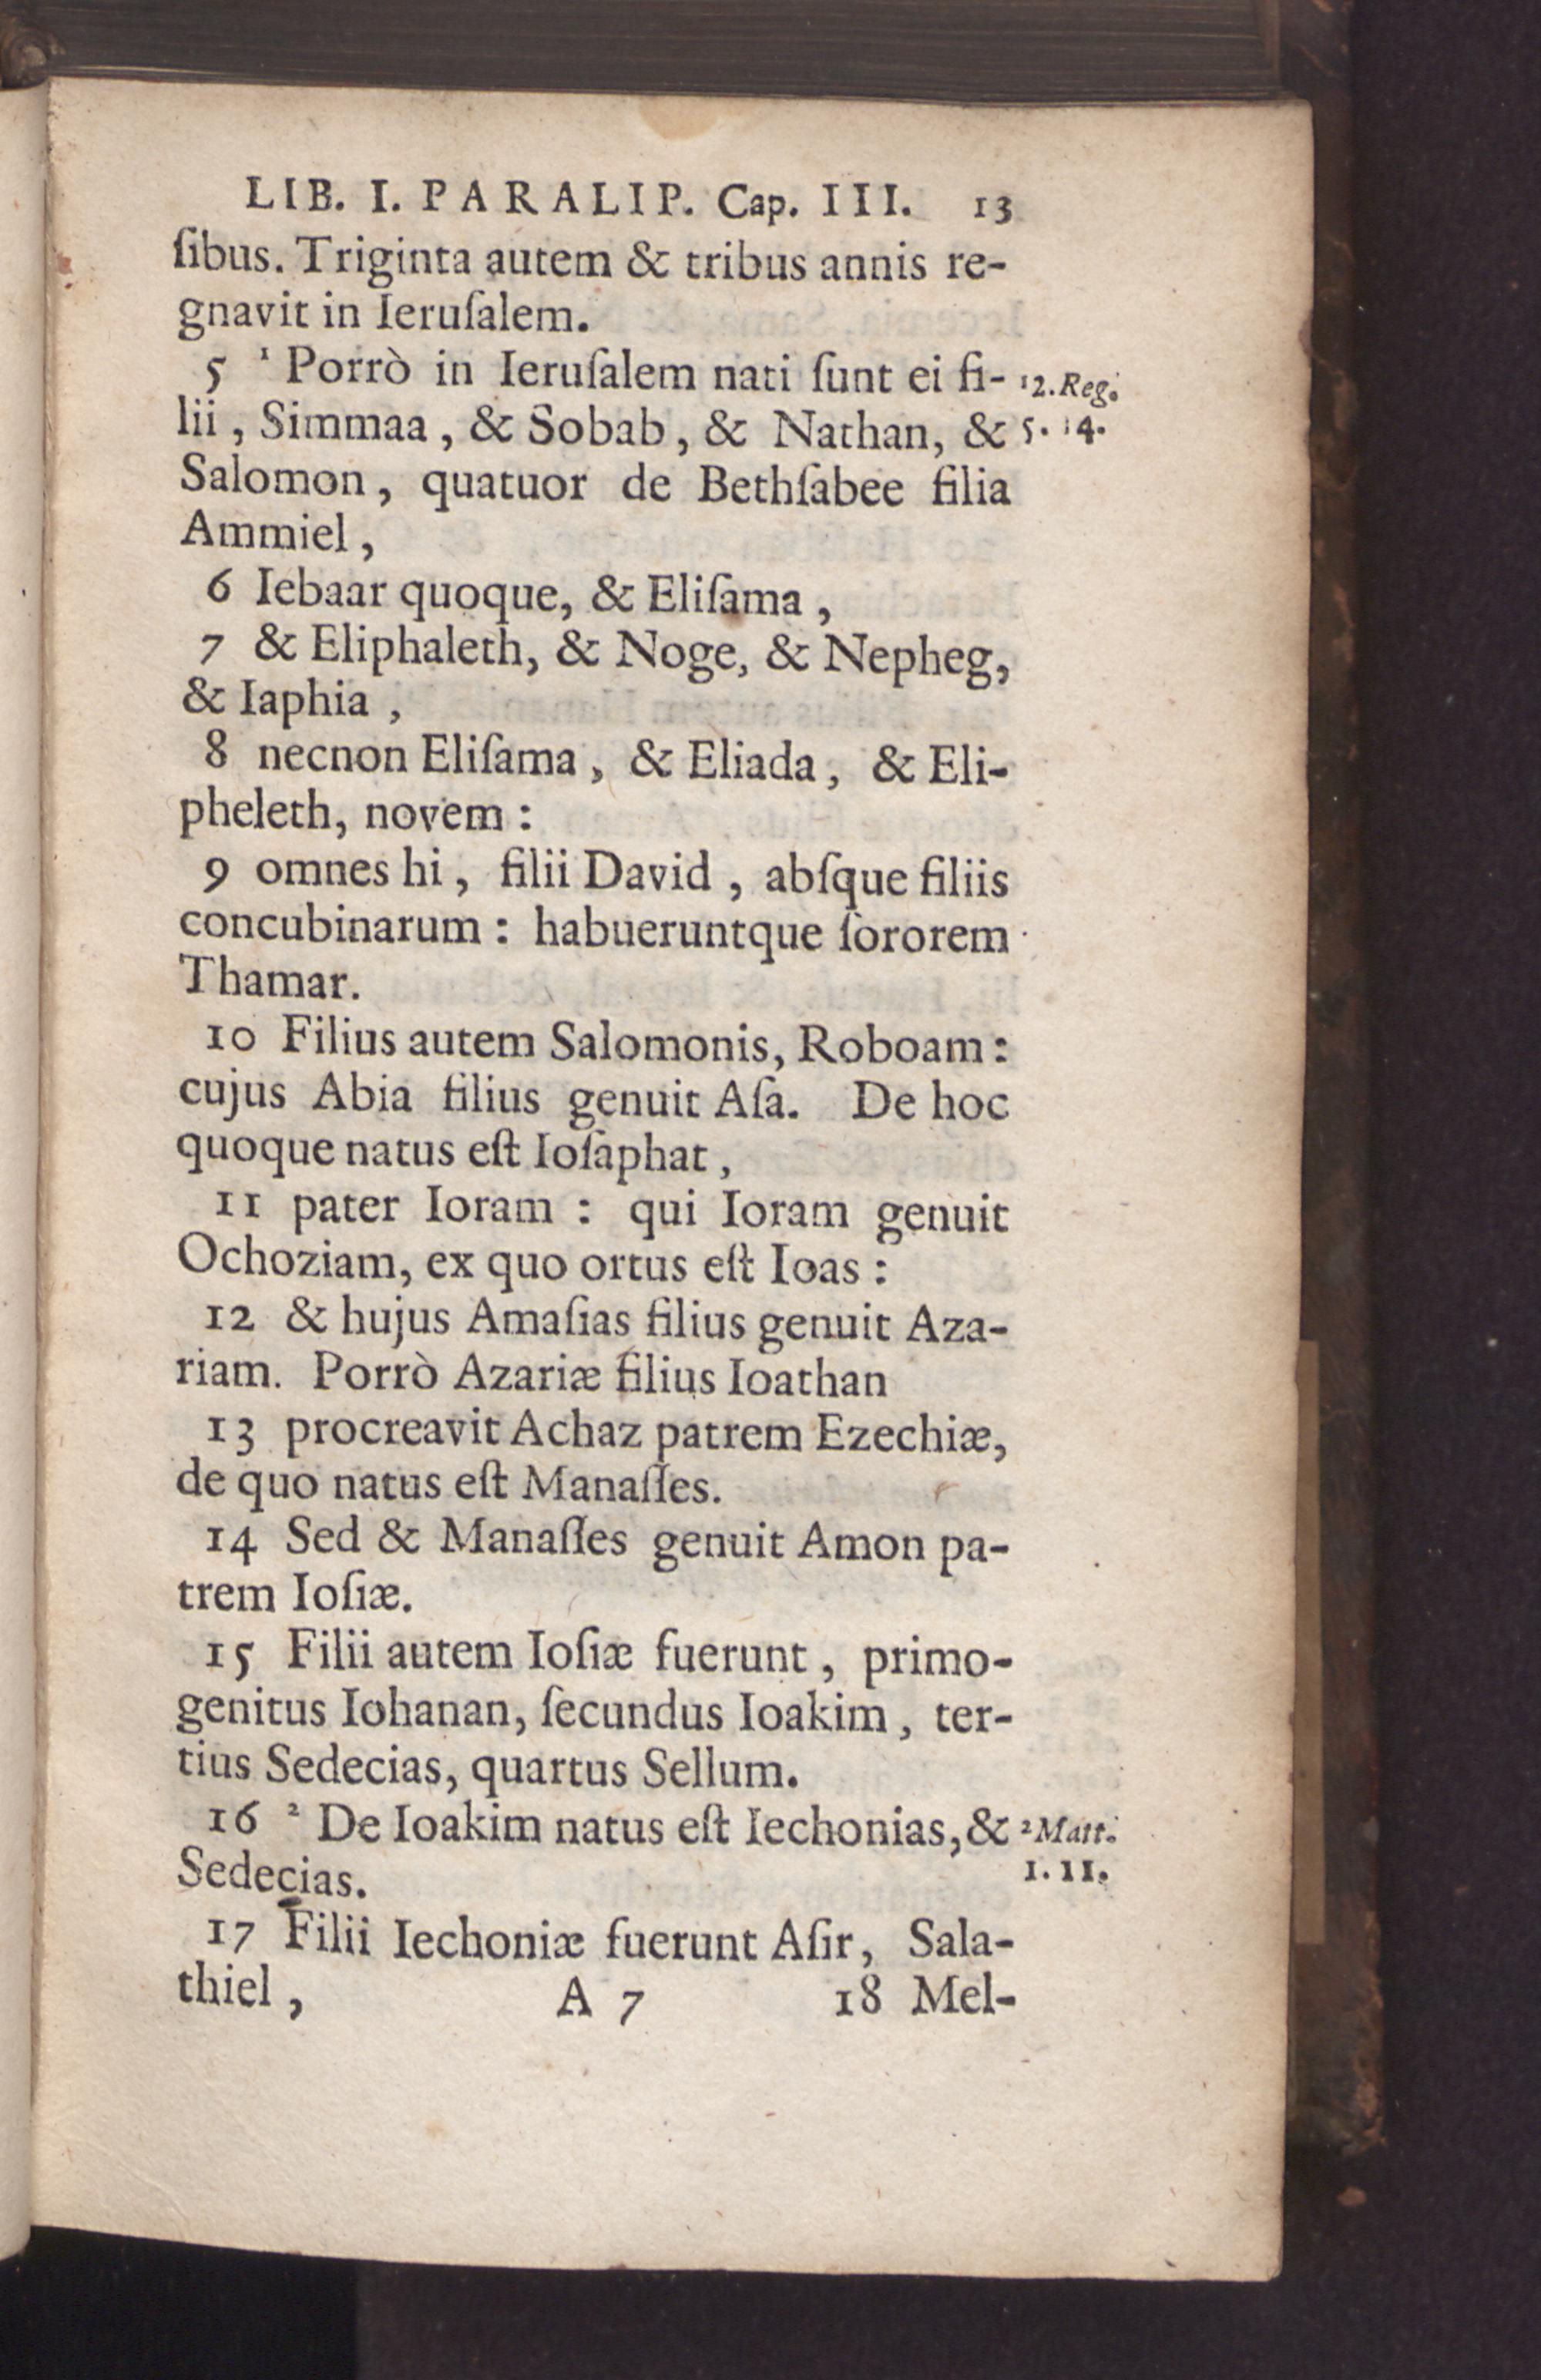 LIB. I. PARALIP. Cap. III. 13
ſibus. Triginta autem & tribus annis re-
gnavit in Ieruſalem.
5 ¹ Porrò in Ieruſalem nati ſunt ei fi-
lii, Simmaa, & Sobab, & Nathan, &
Salomon, quatuor de Bethſabee filia
Ammiel,
6 Iebaar quoque, & Eliſama,
7 & Eliphaleth, & Noge, & Nepheg,
& Iaphia,
8 necnon Eliſama, & Eliada, & Eli-
pheleth, novem:
9 omnes hi, filii David, abſque filiis
concubinarum: habueruntque ſororem
Thamar.
10 Filius autem Salomonis, Roboam:
cujus Abia filius genuit Aſa. De hoc
quoque natus eſt Ioſaphat,
11 pater Ioram: qui Ioram genuit
Ochoziam, ex quo ortus eſt Ioas:
12 & hujus Amaſias filius genuit Aza-
riam. Porrò Azariæ filius Ioathan
13 procreavit Achaz patrem Ezechiæ,
de quo natus eſt Manaſſes.
14 Sed & Manaſſes genuit Amon pa-
trem Ioſiæ.
15 Filii autem Ioſiæ fuerunt, primo-
genitus Iohanan, ſecundus Ioakim, ter-
tius Sedecias, quartus Sellum.
16 ² De Ioakim natus eſt Iechonias, &
Sedecias.
17 Filii Iechoniæ fuerunt Aſir, Sala-
thiel,
A 7 18 Mel-
¹2. Reg.
5. 14.
² Matt.
1. 11.